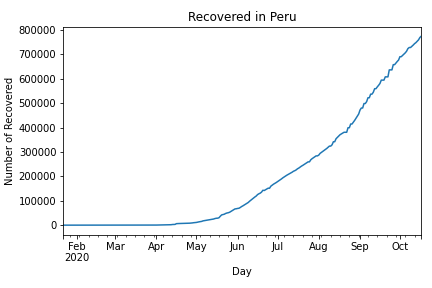 Recovered in Peru
Number of Recovered
800000
700000
600000
500000
400000
300000
200000
100000
0
Feb Mar Apr May Jun Jul Aug Sep Oct
2020
Day